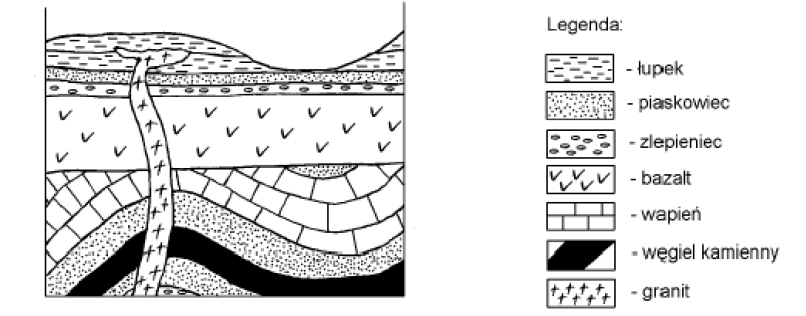 Legenda:
- łupek
- piaskowiec
- zlepieniec
- bazalt
- wapień
- węgiel kamienny
- granit